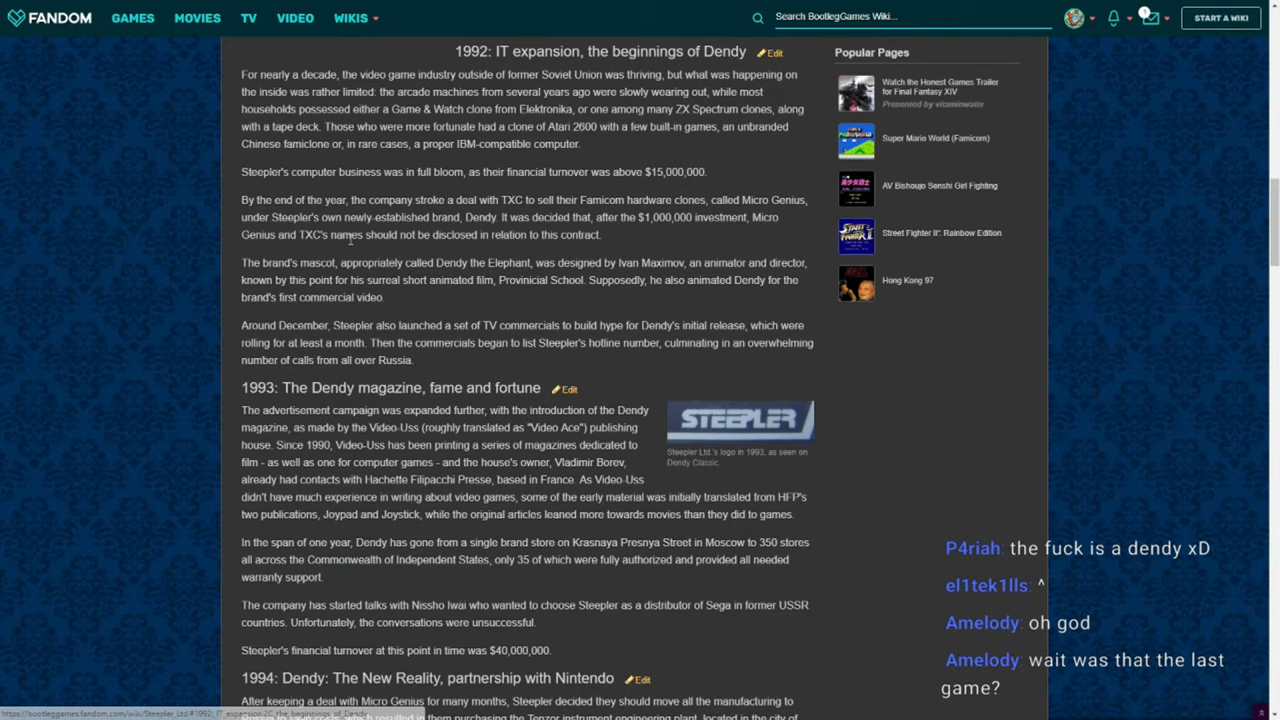 FANDOM GAMES MOVIES TV VIDEO WIKIS Search BootlegGames Wiki... 1 START A WIKI
1992: IT expansion, the beginnings of Dendy Edit
For nearly a decade, the video game industry outside of former Soviet Union was thriving, but what was happening on
the inside was rather limited: the arcade machines from several years ago were slowly wearing out, while most
households possessed either a Game & Watch clone from Elektronika, or one among many ZX Spectrum clones, along
with a tape deck. Those who were more fortunate had a clone of Atari 2600 with a few built-in games, an unbranded
Chinese famiclone or, in rare cases, a proper IBM-compatible computer.
Steepler's computer business was in full bloom, as their financial turnover was above $15,000,000.
By the end of the year, the company strike a deal with TXC to sell their Famicom hardware clones, called Micro Genius,
under Steepler's own newly-established brand, Dendy. It was decided that, after the $1,000,000 investment, Micro
Genius and TXC's names should not be disclosed in relation to this contract.
The brand's mascot, appropriately called Dendy the Elephant, was designed by Ivan Maximov, an animator and director,
known by this point for his surreal short animated film, Provinicial School. Supposedly, he also animated Dendy for the
brand's first commercial video.
Around December, Steepler also launched a set of TV commercials to build hype for Dendy's initial release, which were
rolling for at least a month. Then the commercials began to list Steepler's hotline number, culminating in an overwhelming
number of calls from all over Russia.
1993: The Dendy magazine, fame and fortune Edit
The advertisement campaign was expanded further, with the introduction of the Dendy
magazine, as made by the Video-Uss (roughly translated as "Video Ace") publishing
house. Since 1990, Video-Uss has been printing a series of magazines dedicated to
film - as well as one for computer games - and the house's owner, Vladimir Borev,
already had contacts with Hachette Filipacchi Presse, based in France. As Video-Uss
didn't have much experience in writing about video games, some of the early material was initially translated from HFP's
two publications, Joypad and Joystick, while the original articles leaned more towards movies than they did to games.
STEEPLER
Steepler Ltd.'s logo in 1993, as seen on
Dendy Classic.
In the span of one year, Dendy has gone from a single brand store on Krasnaya Presnya Street in Moscow to 350 stores
all across the Commonwealth of Independent States, only 35 of which were fully authorized and provided all needed
warranty support.
The company has started talks with Nissho Iwai who wanted to choose Steepler as a distributor of Sega in former USSR
countries. Unfortunately, the conversations were unsuccessful.
Steepler's financial turnover at this point in time was $40,000,000.
1994: Dendy: The New Reality, partnership with Nintendo Edit
After keeping a deal with Micro Genius for twenty months, Steepler decided they should move all the manufacturing to
Popular Pages
Watch the Honest Games Trailer
for Final Fantasy XIV
Presented by vitaminwater
Super Mario World (Famicom)
AV Bishoujo Senshi Girl Fighting
Street Fighter II': Rainbow Edition
Hong Kong 97
P4riah: the fuck is a dendy xD
el1tek1lls: ^
Amelody: oh god
Amelody: wait was that the last
game?